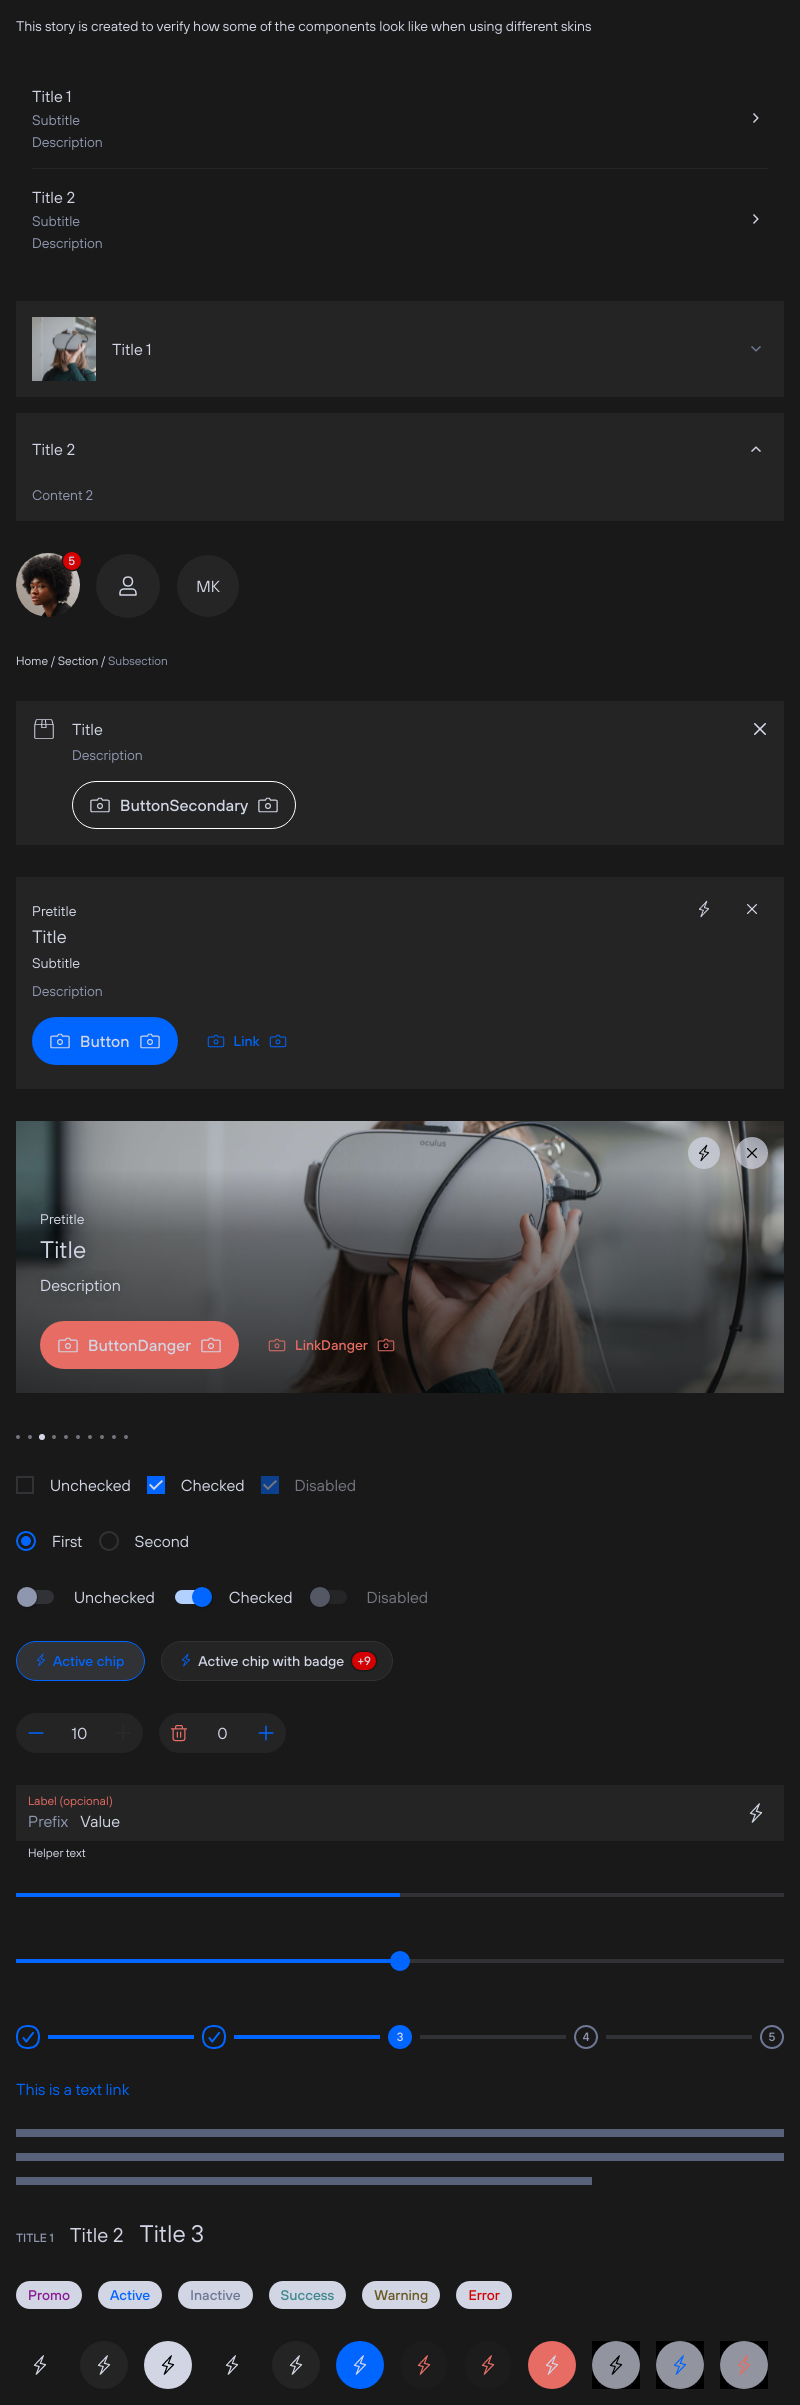 This story is created to verify how some of the components look like when using different skins
Title 1
Subtitle
Description
Title 2
Subtitle
Description
Title 1
Title 2
Content 2
5
MK
Home / Section / Subsection
Title
Description
ButtonSecondary
Pretitle
Title
Subtitle
Description
Button Link
oculus
Pretitle
Title
Description
ButtonDanger LinkDanger
Unchecked Checked Disabled
First Second
Unchecked Checked Disabled
Active chip Active chip with badge +9
10 0
Label (opcional)
Prefix Value
Helper text
3 4 5
This is a text link
TITLE 1 Title 2 Title 3
Promo Active Inactive Success Warning Error